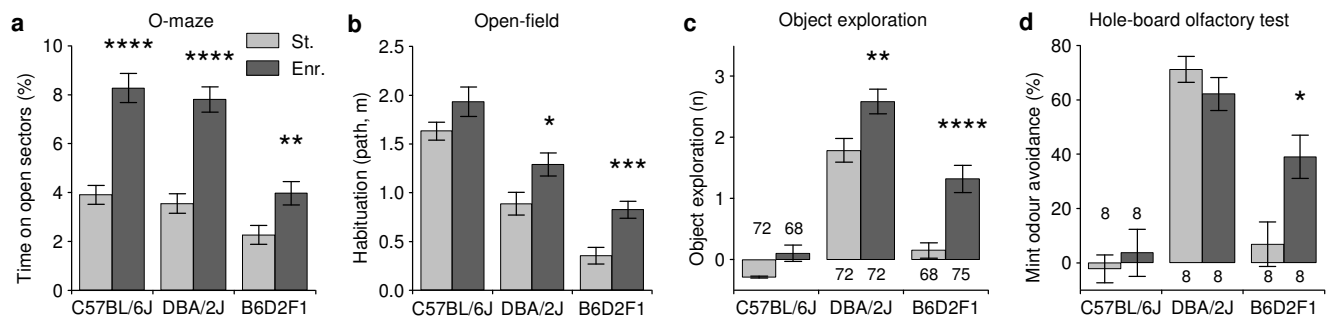 a
O-maze
Time on open sectors (%)
10
8
6
4
2
0
****
****
**
St.
Enr.
C57BL/6J
DBA/2J
B6D2F1
b
Open-field
Habituation (path, m)
2.5
2.0
1.5
1.0
0.5
0.0
*
***
C57BL/6J
DBA/2J
B6D2F1
c
Object exploration
Object exploration (n)
3
2
1
0
**
****
72
68
72
72
68
75
C57BL/6J
DBA/2J
B6D2F1
d
Hole-board olfactory test
Mint odour avoidance (%)
80
60
40
20
0
*
8
8
8
8
8
8
C57BL/6J
DBA/2J
B6D2F1